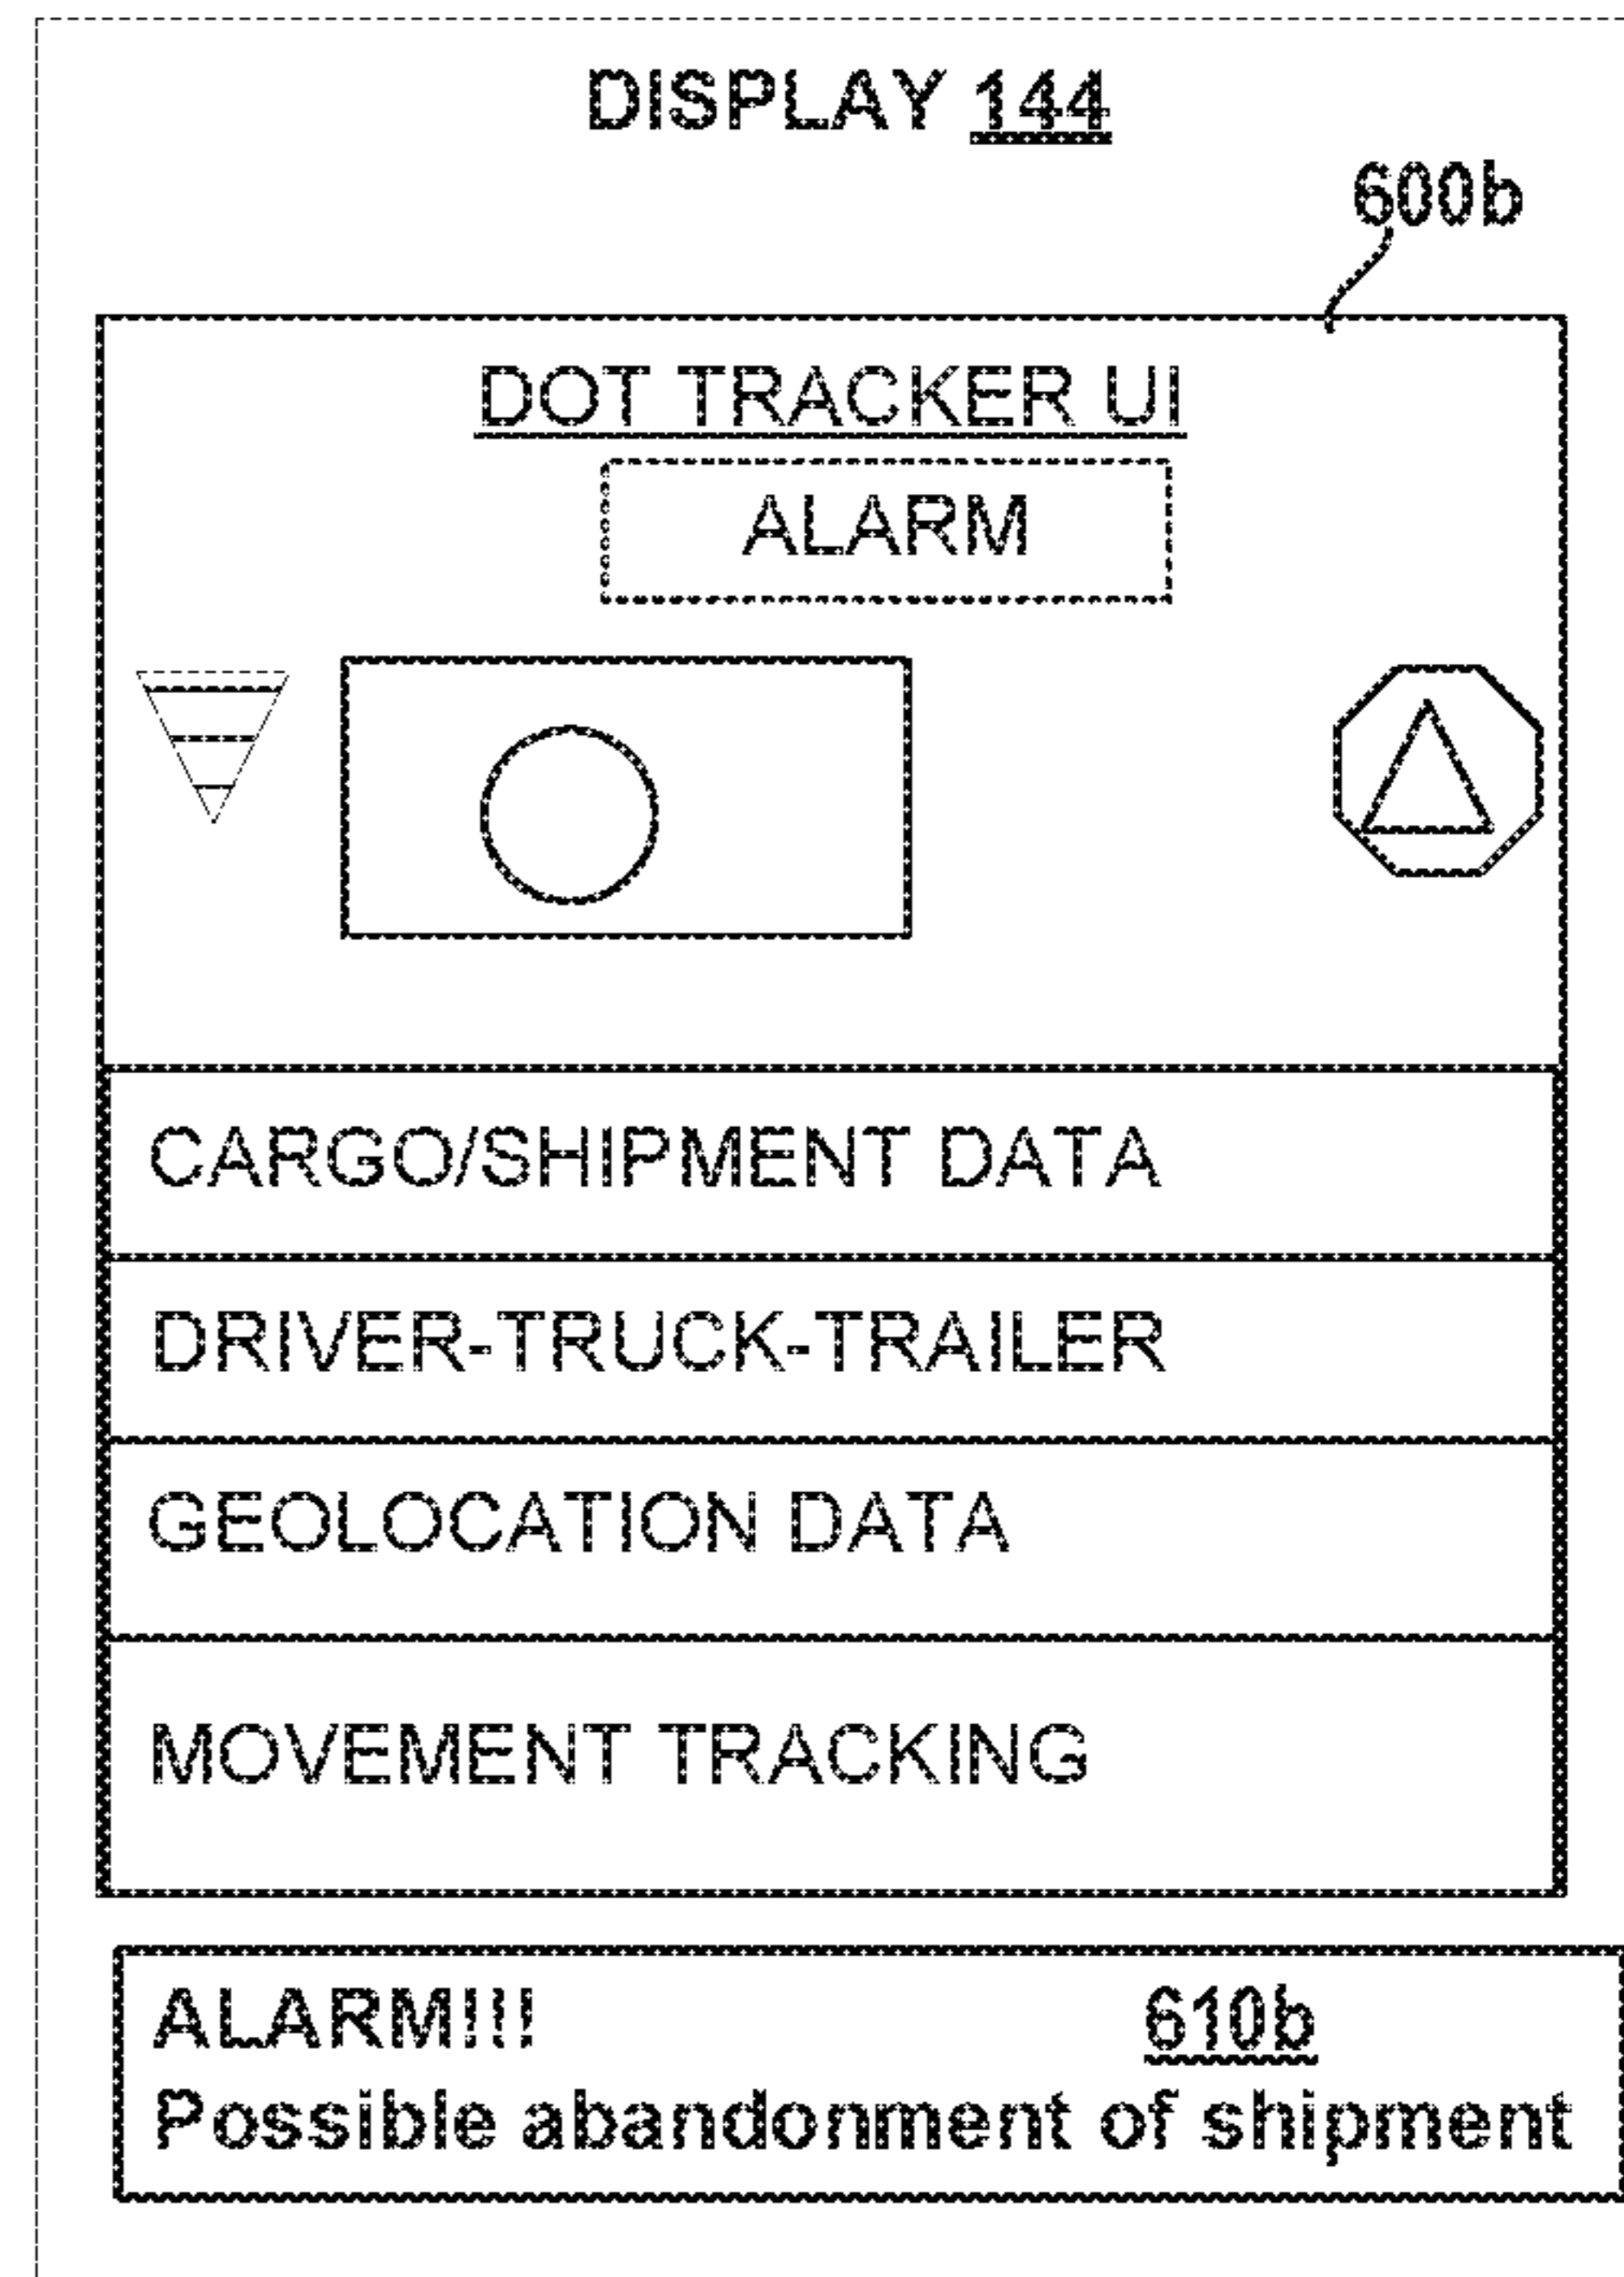 DISPLAY 144
600b
DOT TRACKER UI
ALARM
CARGO/SHIPMENT DATA
DRIVER-TRUCK-TRAILER
GEOLOCATION DATA
MOVEMENT TRACKING
ALARM!!! 610b
Possible abandonment of shipment